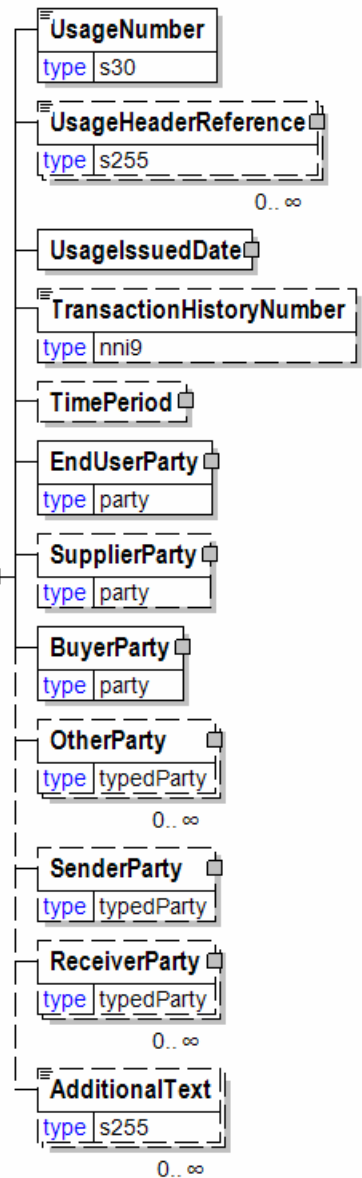 UsageNumber
type s30
UsageHeaderReference
type s255
0.. ∞
UsageIssuedDate
TransactionHistoryNumber
type nni9
TimePeriod
EndUserParty
type party
SupplierParty
type party
BuyerParty
type party
OtherParty
type typedParty
0.. ∞
SenderParty
type typedParty
ReceiverParty
type typedParty
0.. ∞
AdditionalText
type s255
0.. ∞